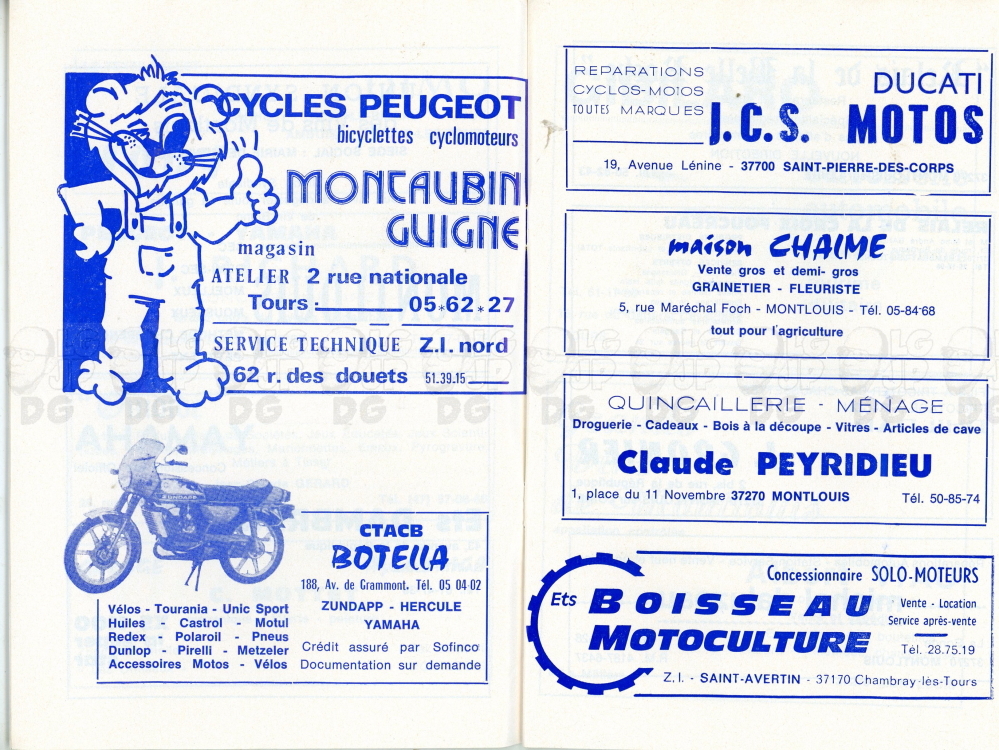 CYCLES PEUGEOT
bicyclettes cyclomoteurs
MONTAUBIN
GUIGNE
magasin
ATELIER 2 rue nationale
Tours : 05*62*27
SERVICE TECHNIQUE Z.I. nord
62 r. des douets 51.39.15
ZUNDAPP
CTACB
BOTELLA
188, Av. de Grammont. Tél. 05 04 02
ZUNDAPP - HERCULE
YAMAHA
Vélos - Tourania - Unic Sport
Huiles - Castrol - Motul
Redex - Polaroil - Pneus
Dunlop - Pirelli - Metzeler
Accessoires Motos - Vélos
Crédit assuré par Sofinco
Documentation sur demande
REPARATIONS
CYCLOS-MOTOS
TOUTES MARQUES
DUCATI
J.C.S. MOTOS
19, Avenue Lénine - 37700 SAINT-PIERRE-DES-CORPS
maison CHALME
Vente gros et demi- gros
GRAINETIER - FLEURISTE
5, rue Maréchal Foch - MONTLOUIS - Tél. 05-84-68
tout pour l'agriculture
QUINCAILLERIE - MÉNAGE
Droguerie - Cadeaux - Bois à la découpe - Vitres - Articles de cave
Claude PEYRIDIEU
1, place du 11 Novembre 37270 MONTLOUIS Tél. 50-85-74
Concessionnaire SOLO-MOTEURS
Ets BOISSEAU
MOTOCULTURE
Vente - Location
Service après-vente
Tél. 28.75.19
Z.I. - SAINT-AVERTIN - 37170 Chambray-lès-Tours